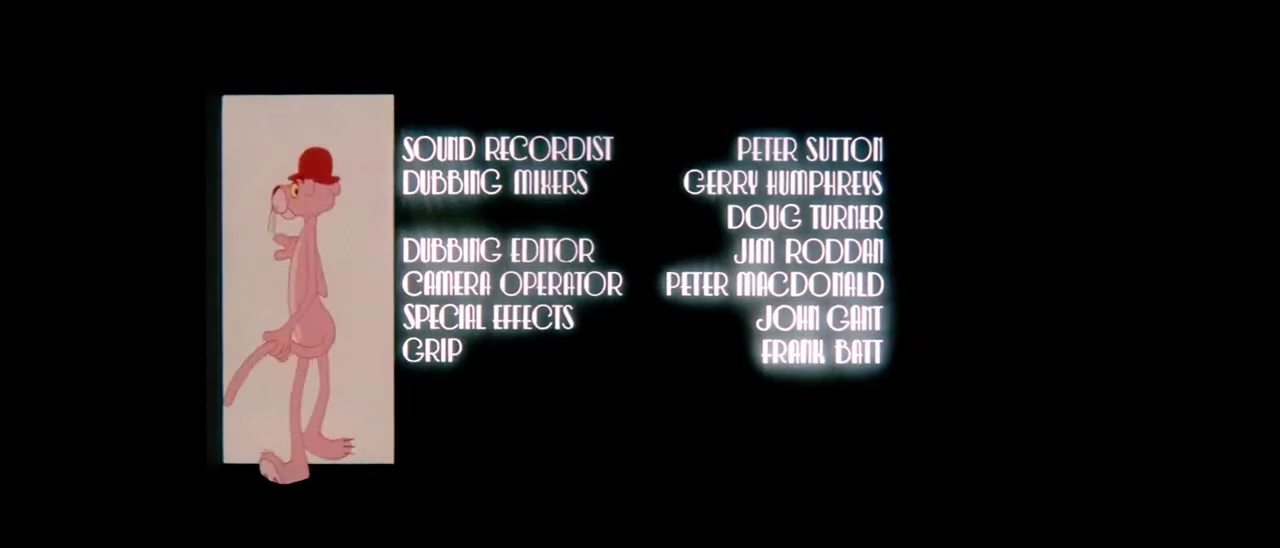 SOUND RECORDIST PETER SUTTON
DUBBING MIXERS GERRY HUMPHREYS
DOUG TURNER
DUBBING EDITOR JIM RODDAN
CAMERA OPERATOR PETER MACDONALD
SPECIAL EFFECTS JOHN GANT
GRIP FRANK BATT